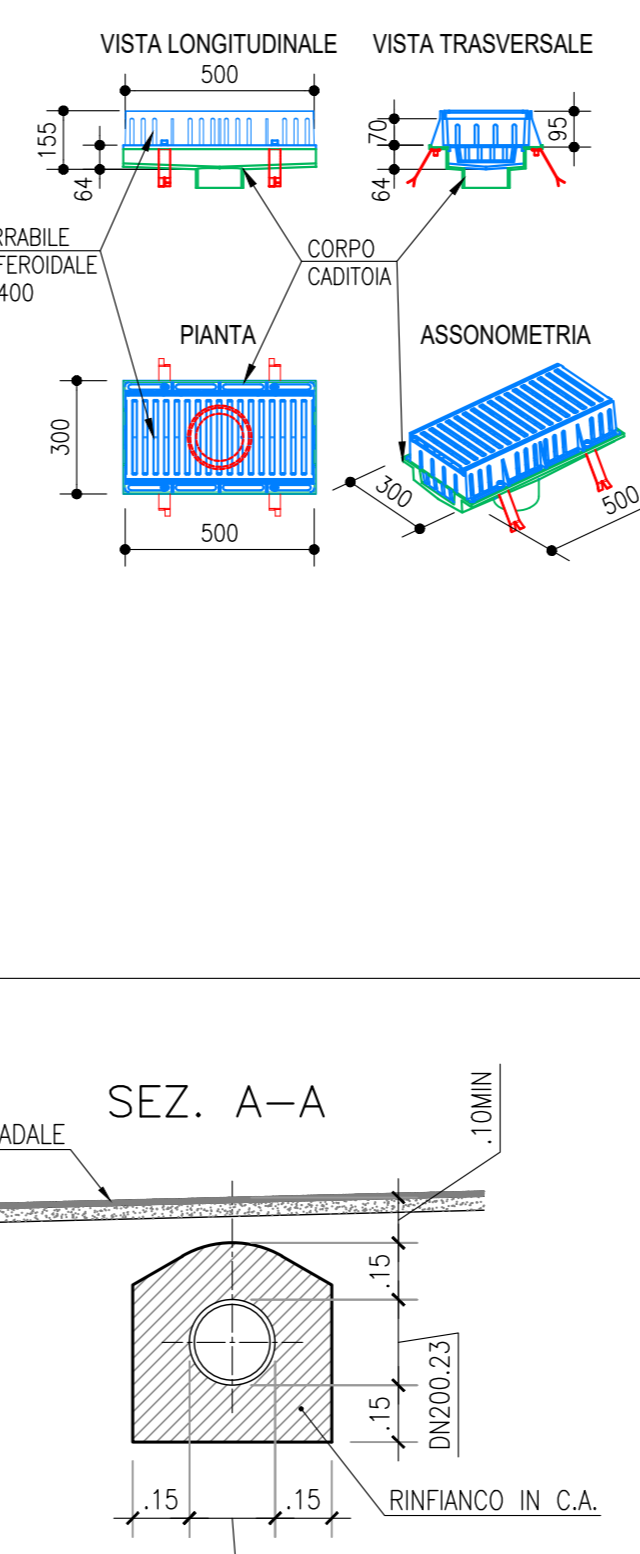 VISTA LONGITUDINALE
VISTA TRASVERSALE
500
155
64
70
64
95
RRABILE
FEROIDALE
400
CORPO
CADITOIA
PIANTA
ASSONOMETRIA
300
500
300
500
SEZ. A-A
ADALE
.10MIN
.15
DN200.23
.15
.15
.15
RINFIANCO IN C.A.